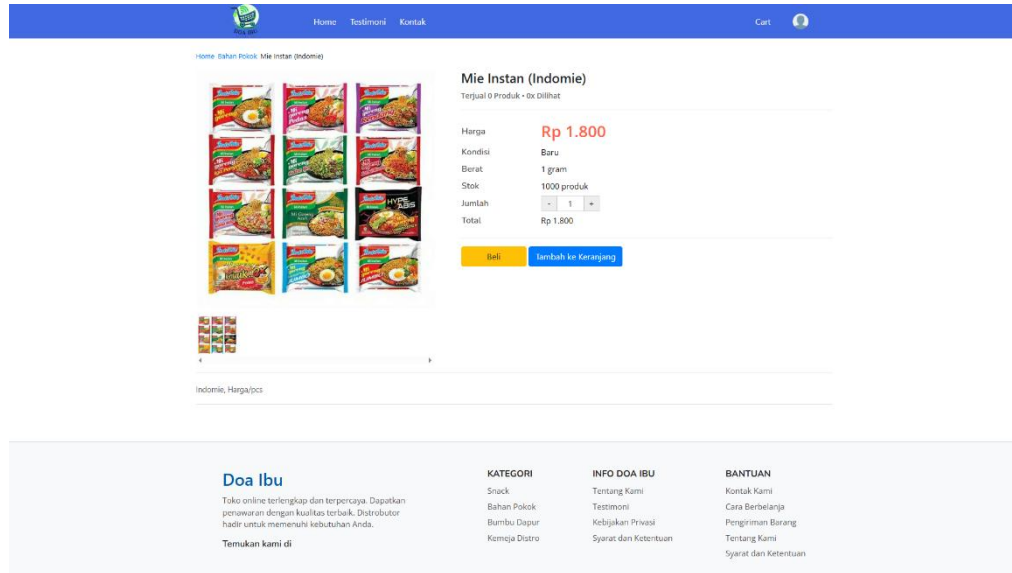 DOA IBU
Home Testimoni Kontak
Cart
Home Bahan Pokok Mie Instan (Indomie)
Mie Instan (Indomie)
Terjual 0 Produk • 0x Dilihat
Harga Rp 1.800
Kondisi Baru
Berat 1 gram
Stok 1000 produk
Jumlah - 1 +
Total Rp 1.800
Beli Tambah ke Keranjang
Indomie, Harga/pcs
Doa Ibu
Toko online terlengkap dan terpercaya. Dapatkan
penawaran dengan kualitas terbaik. Distrobutor
hadir untuk memenuhi kebutuhan Anda.
Temukan kami di
KATEGORI
Snack
Bahan Pokok
Bumbu Dapur
Kemeja Distro
INFO DOA IBU
Tentang Kami
Testimoni
Kebijakan Privasi
Syarat dan Ketentuan
BANTUAN
Kontak Kami
Cara Berbelanja
Pengiriman Barang
Tentang Kami
Syarat dan Ketentuan